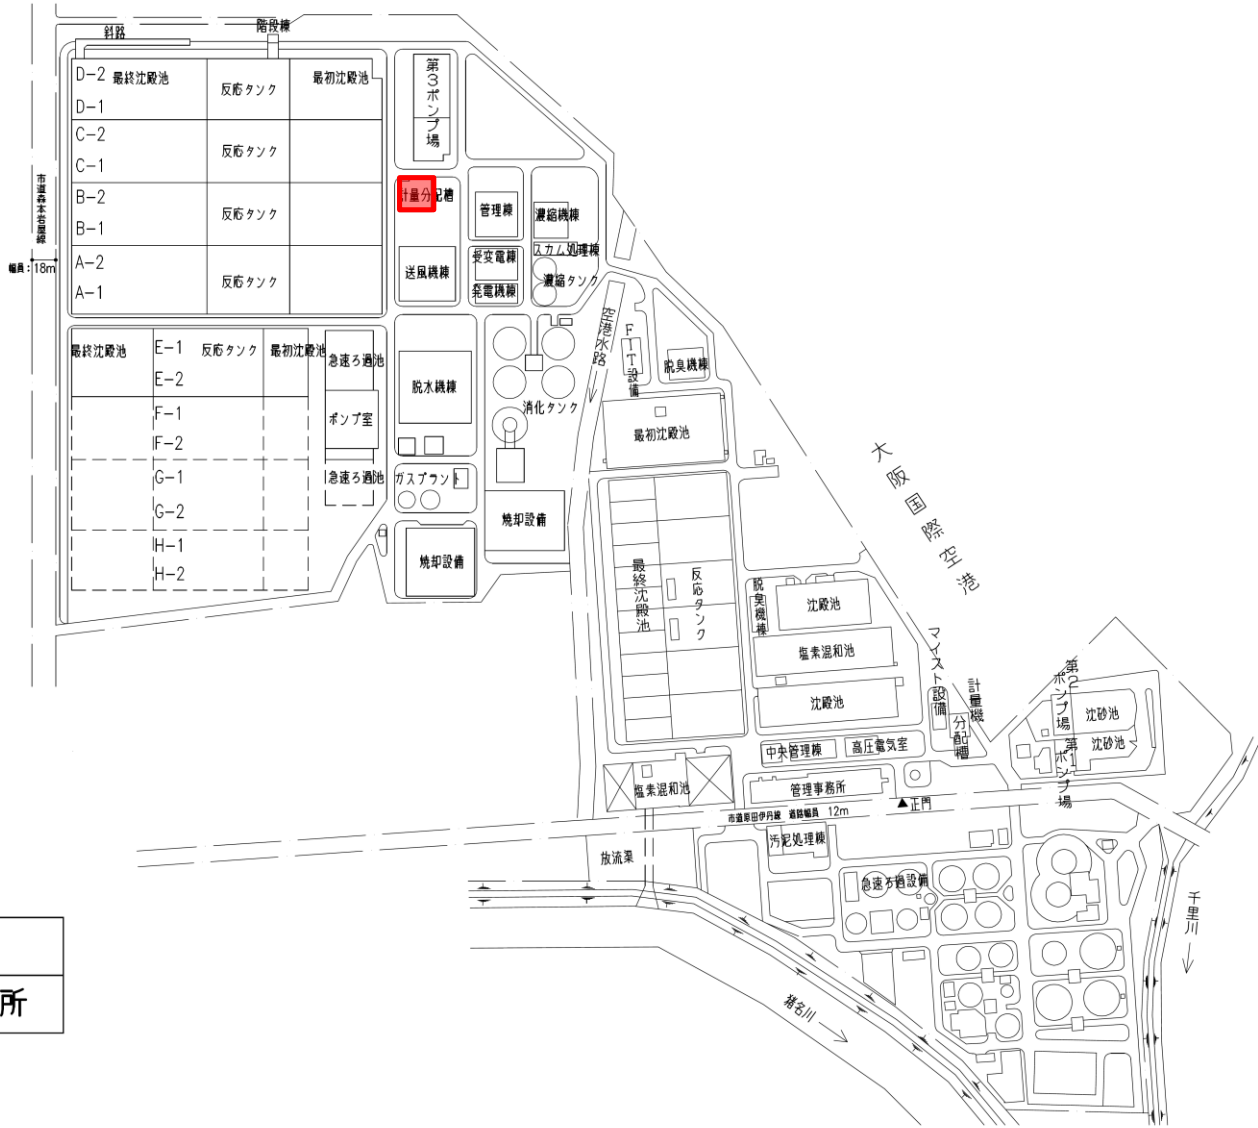 斜路
階段棟
D-2
最終沈殿池
反応タンク
最初沈殿池
D-1
C-2
反応タンク
C-1
B-2
反応タンク
B-1
A-2
反応タンク
A-1
市道森本岩屋線
幅員：18m
第3ポンプ場
計量分配槽
送風機棟
管理棟
受変電棟
発電機棟
濃縮機棟
スカム処理棟
濃縮タンク
最終沈殿池
E-1
反応タンク
最初沈殿池
急速ろ過池
E-2
F-1
ポンプ室
F-2
G-1
急速ろ過池
G-2
H-1
H-2
脱水機棟
ガスプラント
焼却設備
消化タンク
焼却設備
空港水路
FIT設備
脱臭機棟
最初沈殿池
最終沈殿池
反応タンク
大阪国際空港
脱臭機棟
沈殿池
塩素混和池
沈殿池
マイスト設備
計量機
分配槽
第2ポンプ場
沈砂池
第1ポンプ場
沈砂池
中央管理棟
高圧電気室
塩素混和池
管理事務所
▲正門
市道原田伊丹線 道路幅員 12m
汚泥処理棟
放流渠
急速ろ過設備
千里川
猪名川
所